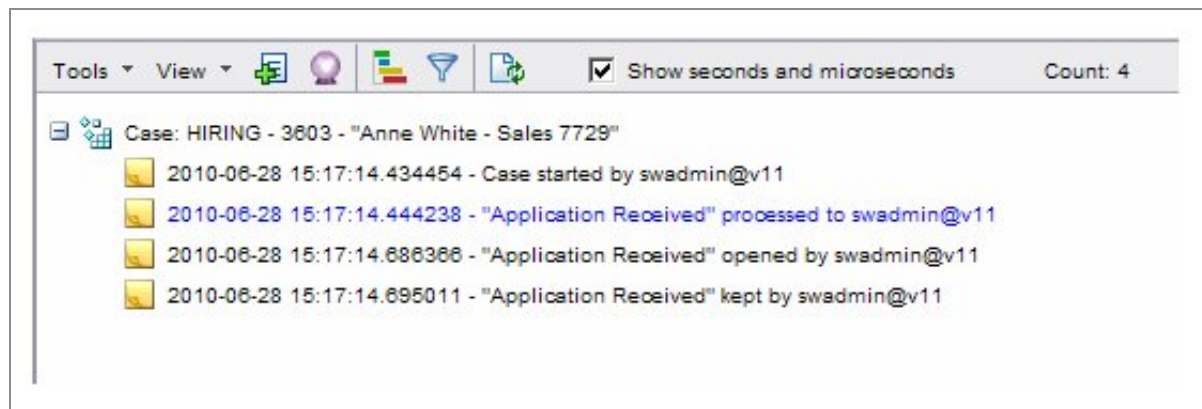 Tools View Show seconds and microseconds Count: 4
Case: HIRING - 3603 - "Anne White - Sales 7729"
2010-06-28 15:17:14.434454 - Case started by swadmin@v11
2010-06-28 15:17:14.444238 - "Application Received" processed to swadmin@v11
2010-06-28 15:17:14.686366 - "Application Received" opened by swadmin@v11
2010-06-28 15:17:14.695011 - "Application Received" kept by swadmin@v11